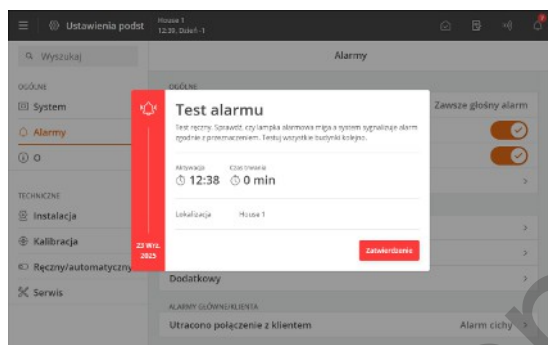 Ustawienia podst
House 1
12:39, Dzień -1
Wyszukaj
Alarmy
OGÓLNE
OGÓLNE
System
Zawsze głośny alarm
Alarmy
O
TECHNICZNE
Instalacja
Kalibracja
Ręczny/automatyczny
Serwis
Test alarmu
Test ręczny. Sprawdź, czy lampka alarmowa miga a system sygnalizuje alarm
zgodnie z przeznaczeniem. Testuj wszystkie budynki kolejno.
Aktywacja
Czas trwania
12:38
0 min
Lokalizacja
House 1
23 Wrz.
2025
Zatwierdzenie
Dodatkowy
ALARMY GŁÓWNE/KLIENTA
Utracono połączenie z klientem
Alarm cichy